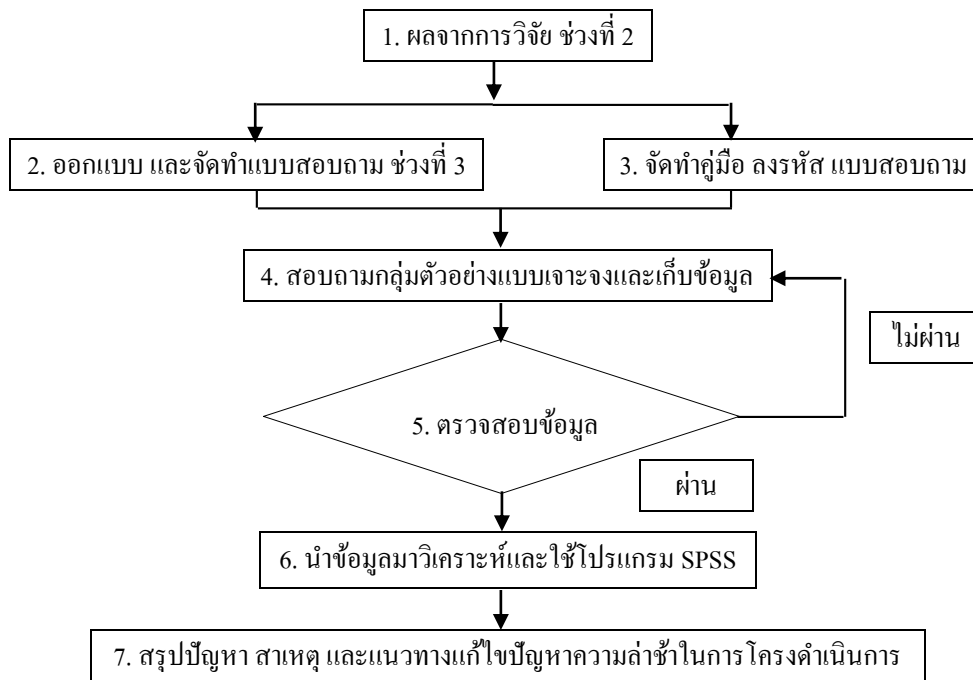 1. ผลจากการวิจัย ช่วงที่ 2
2. ออกแบบ และจัดทำแบบสอบถาม ช่วงที่ 3
3. จัดทำคู่มือ ลงรหัส แบบสอบถาม
4. สอบถามกลุ่มตัวอย่างแบบเจาะจงและเก็บข้อมูล
ไม่ผ่าน
5. ตรวจสอบข้อมูล
ผ่าน
6. นำข้อมูลมาวิเคราะห์และใช้โปรแกรม SPSS
7. สรุปปัญหา สาเหตุ และแนวทางแก้ไขปัญหาความล่าช้าในการโครงดำเนินการ